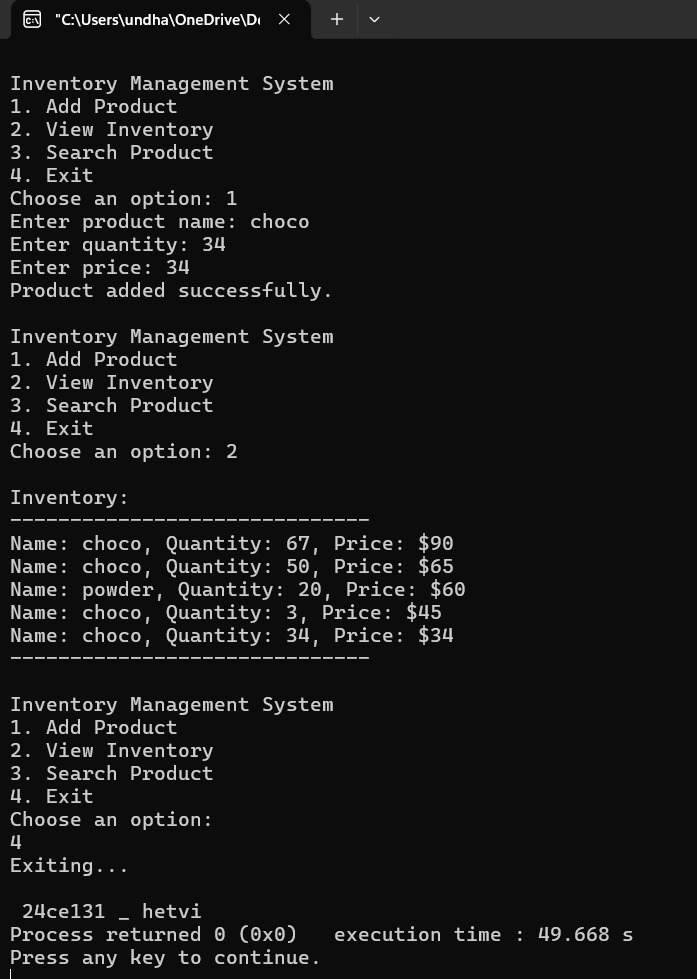 "C:\Users\undha\OneDrive\De
Inventory Management System
1. Add Product
2. View Inventory
3. Search Product
4. Exit
Choose an option: 1
Enter product name: choco
Enter quantity: 34
Enter price: 34
Product added successfully.
Inventory Management System
1. Add Product
2. View Inventory
3. Search Product
4. Exit
Choose an option: 2
Inventory:
------------------------------
Name: choco, Quantity: 67, Price: $90
Name: choco, Quantity: 50, Price: $65
Name: powder, Quantity: 20, Price: $60
Name: choco, Quantity: 3, Price: $45
Name: choco, Quantity: 34, Price: $34
------------------------------
Inventory Management System
1. Add Product
2. View Inventory
3. Search Product
4. Exit
Choose an option:
4
Exiting...
24ce131 _ hetvi
Process returned 0 (0x0)   execution time : 49.668 s
Press any key to continue.